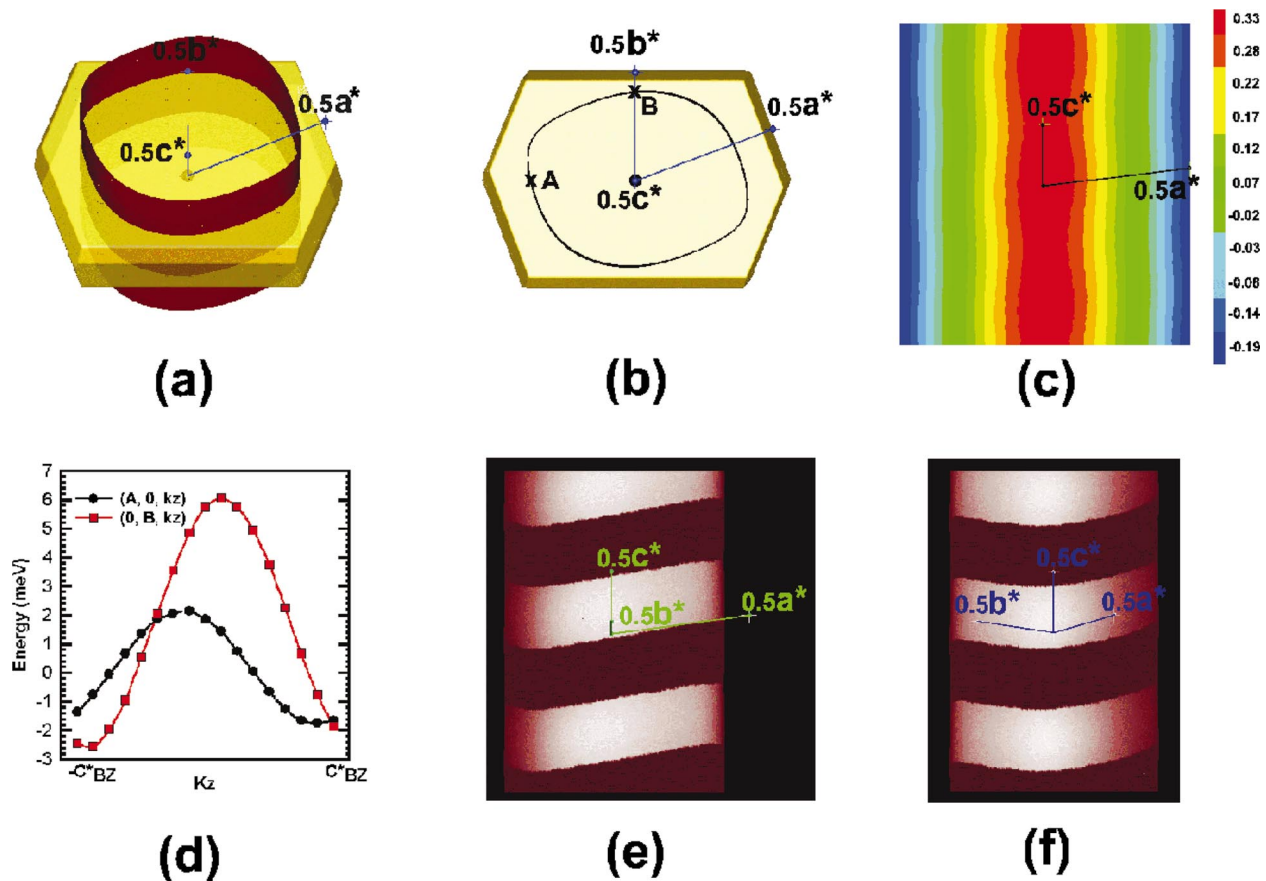 0.5b*
0.5a*
0.5c*
(a)
0.5b*
0.5a*
B
A
0.5c*
(b)
0.5c*
0.5a*
0.33
0.28
0.22
0.17
0.12
0.07
-0.02
-0.03
-0.08
-0.14
-0.19
(c)
7
6
5
4
3
2
1
0
-1
-2
-3
Energy (meV)
(A, 0, kz)
(0, B, kz)
-C*BZ
Kz
C*BZ
(d)
0.5c*
0.5b*
0.5a*
(e)
0.5c*
0.5b*
0.5a*
(f)